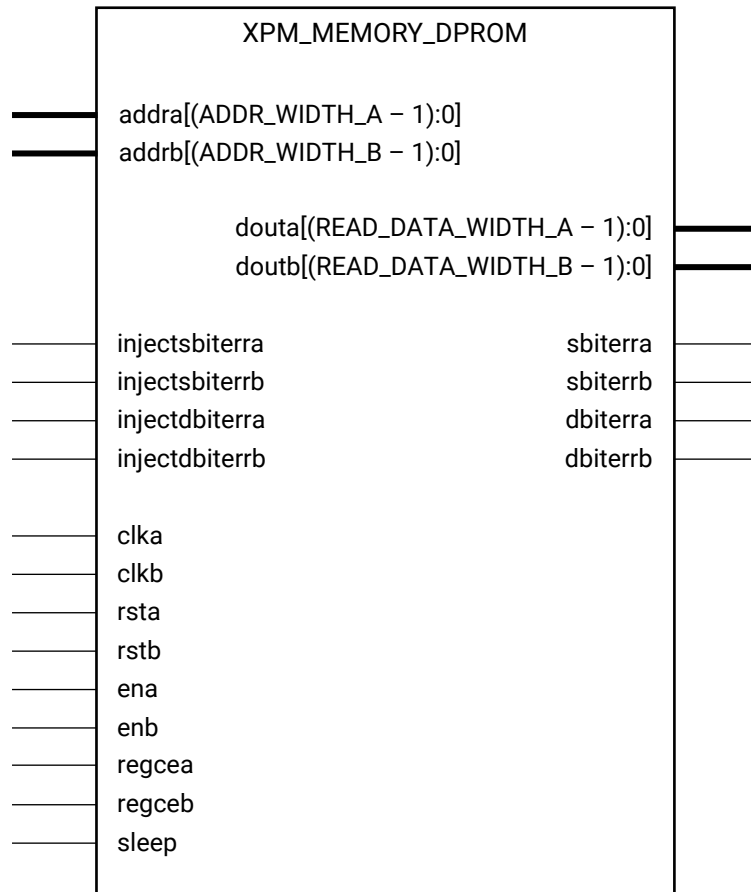 XPM_MEMORY_DPROM
addra[(ADDR_WIDTH_A – 1):0]
addrb[(ADDR_WIDTH_B – 1):0]
douta[(READ_DATA_WIDTH_A – 1):0]
doutb[(READ_DATA_WIDTH_B – 1):0]
injectsbiterra sbiterra
injectsbiterrb sbiterrb
injectdbiterra dbiterra
injectdbiterrb dbiterrb
clka
clkb
rsta
rstb
ena
enb
regcea
regceb
sleep